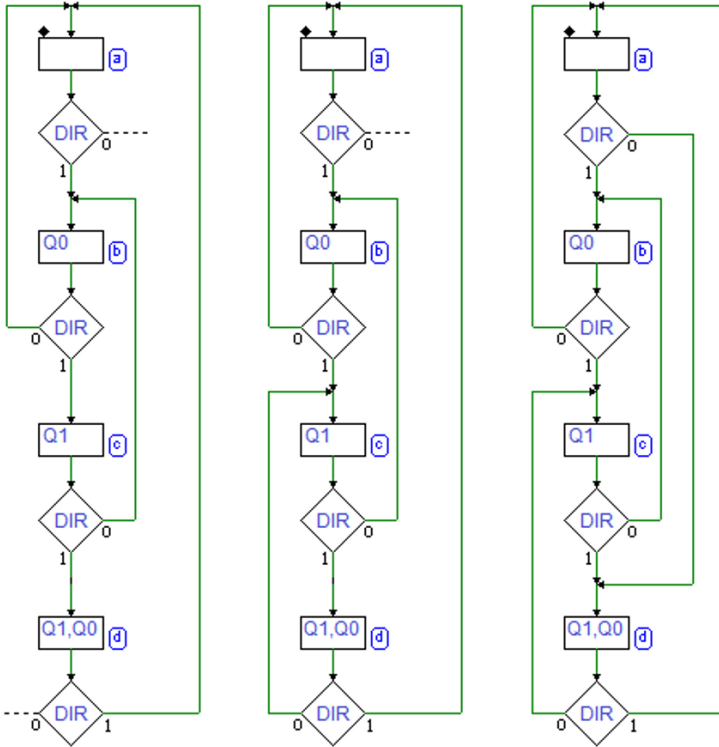 a a a
DIR DIR DIR
0 0 0
1 1 1
Q0 Q0 Q0
b b b
DIR DIR DIR
0 0 0
1 1 1
Q1 Q1 Q1
c c c
DIR DIR DIR
0 0 0
1 1 1
Q1,Q0 Q1,Q0 Q1,Q0
d d d
DIR DIR DIR
0 1 0 1 0 1